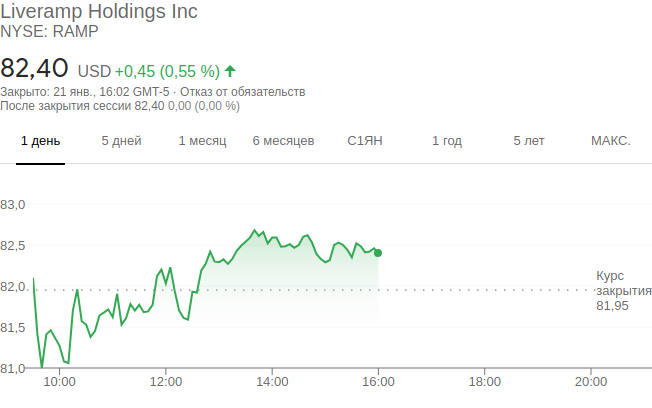 Liveramp Holdings Inc
NYSE: RAMP
82,40 USD +0,45 (0,55 %)
Закрыто: 21 янв., 16:02 GMT-5 · Отказ от обязательств
После закрытия сессии 82,40 0,00 (0,00 %)
1 день 5 дней 1 месяц 6 месяцев С1ЯН 1 год 5 лет МАКС.
83,0
82,5
82,0
81,5
81,0
Курс
закрытия
81,95
10:00 12:00 14:00 16:00 18:00 20:00